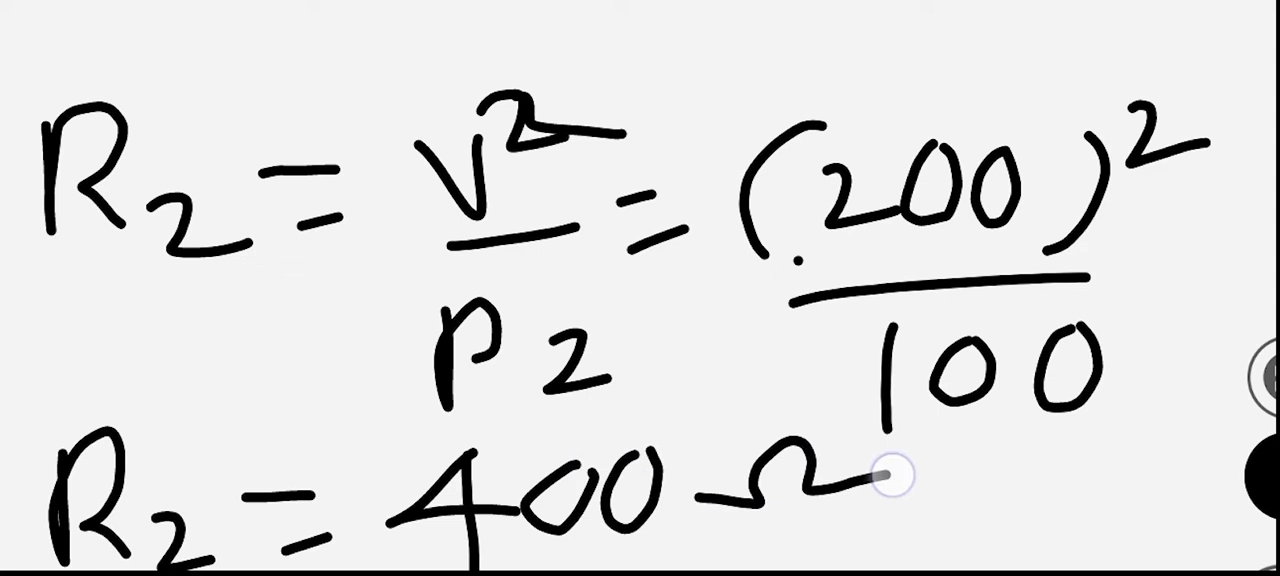 R₂ = V²/P₂ = (200)²/100
R₂ = 400 Ω